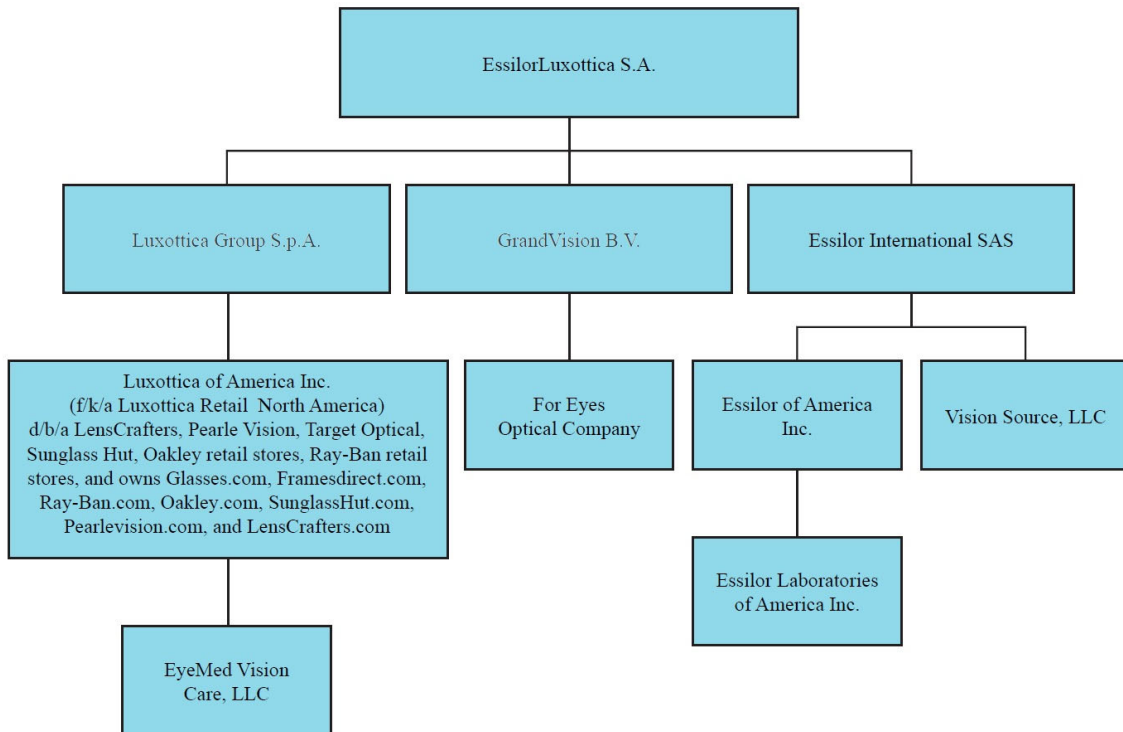 EssilorLuxottica S.A.
Luxottica Group S.p.A.
GrandVision B.V.
Essilor International SAS
Luxottica of America Inc.
(f/k/a Luxottica Retail North America)
d/b/a LensCrafters, Pearle Vision, Target Optical,
Sunglass Hut, Oakley retail stores, Ray-Ban retail
stores, and owns Glasses.com, Framesdirect.com,
Ray-Ban.com, Oakley.com, SunglassHut.com,
Pearlevision.com, and LensCrafters.com
For Eyes
Optical Company
Essilor of America
Inc.
Vision Source, LLC
Essilor Laboratories
of America Inc.
EyeMed Vision
Care, LLC